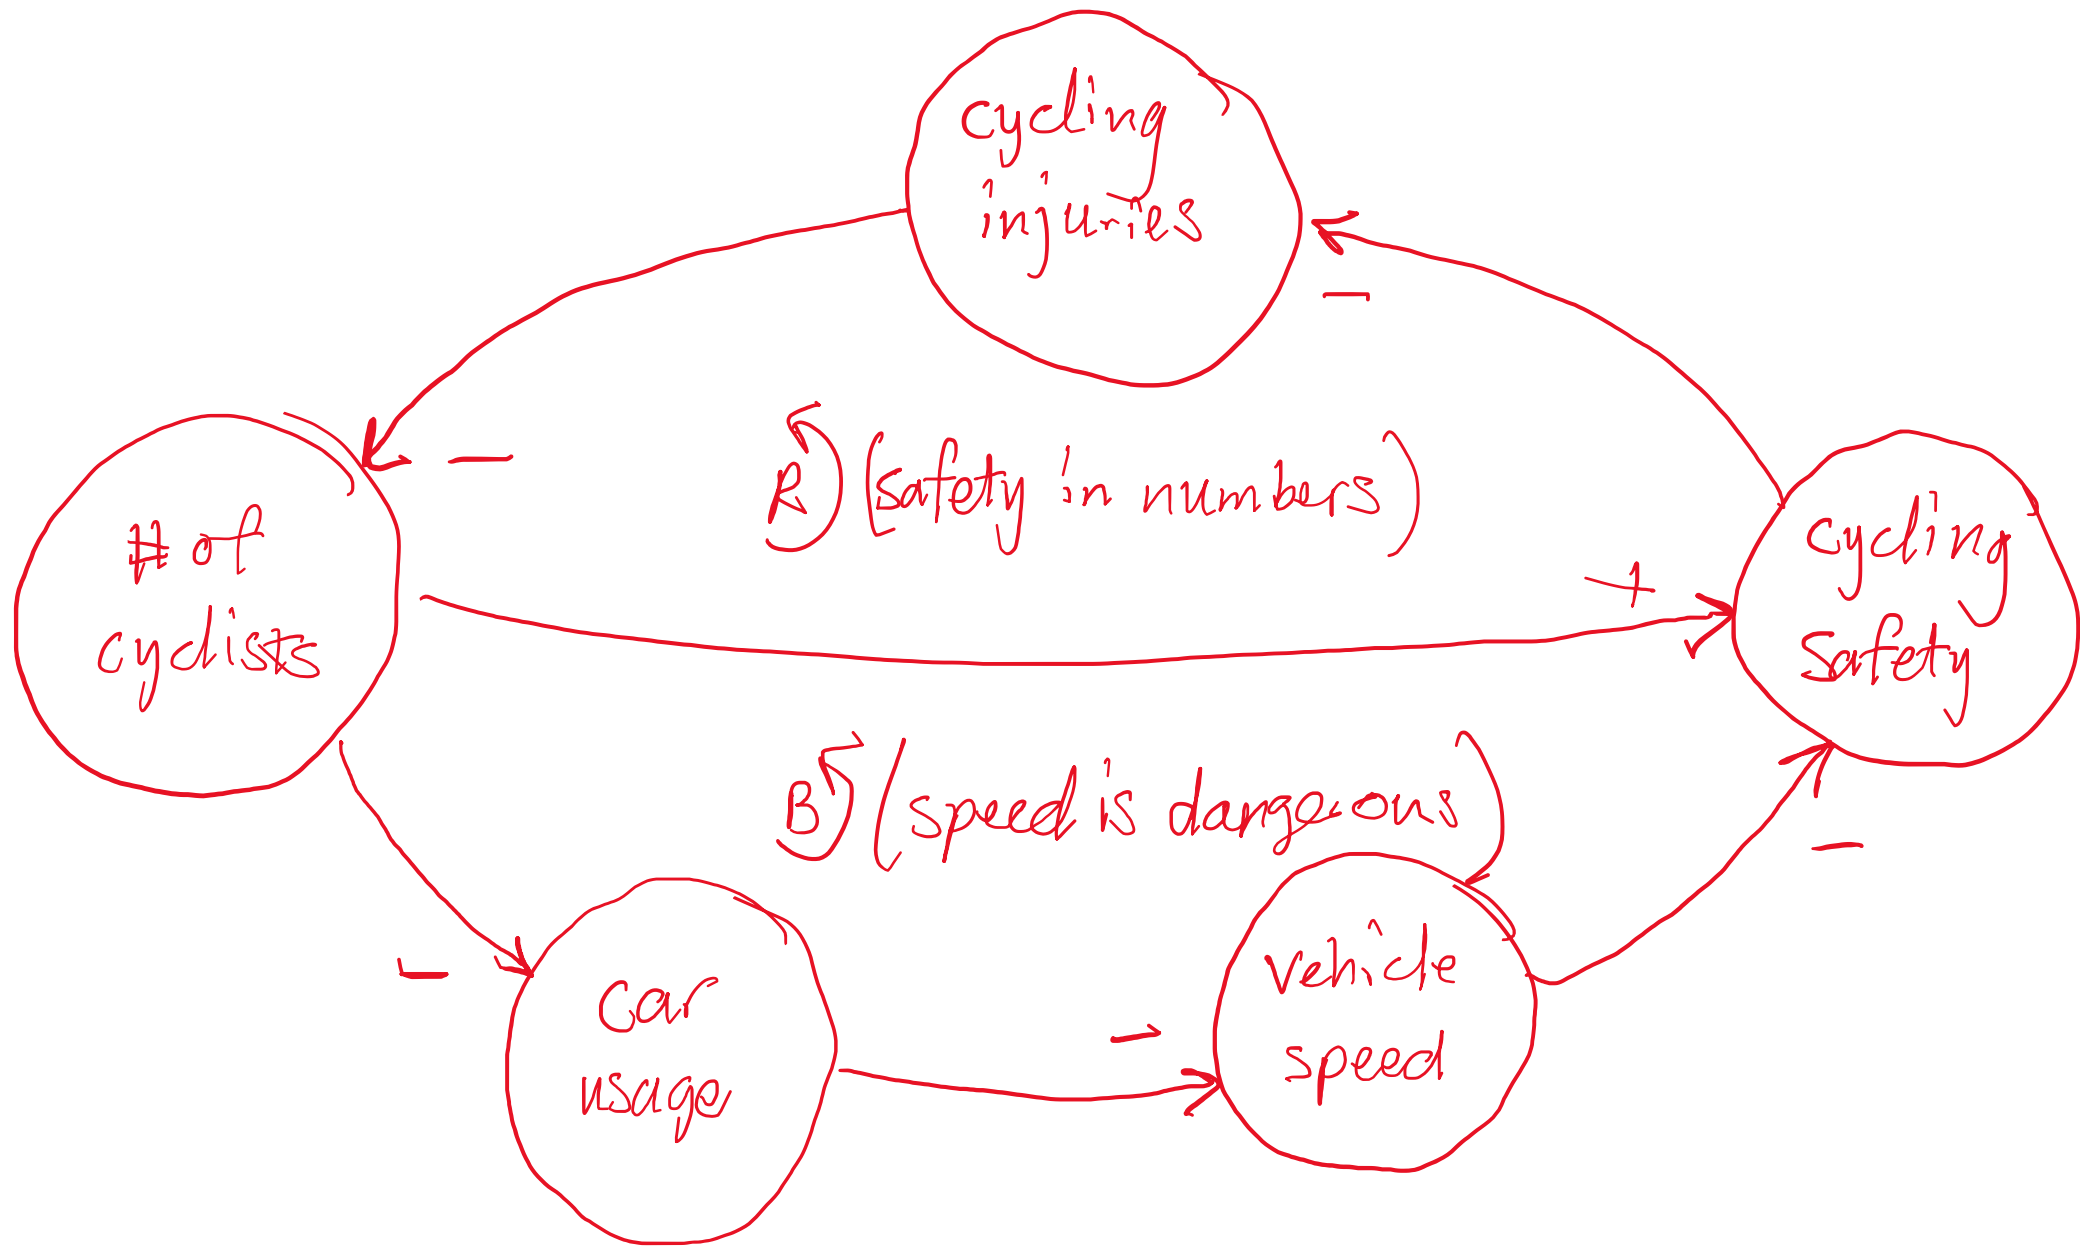 cycling
injuries
−
−
R (safety in numbers)
# of
cyclists
+
cycling
safety
B (speed is dangerous)
−
−
car
usage
−
vehicle
speed